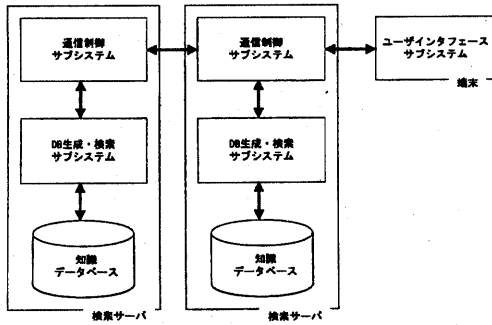 通信制御
サブシステム
通信制御
サブシステム
ユーザインタフェース
サブシステム
端末
DB生成・検索
サブシステム
DB生成・検索
サブシステム
知識
データベース
知識
データベース
検索サーバ
検索サーバ